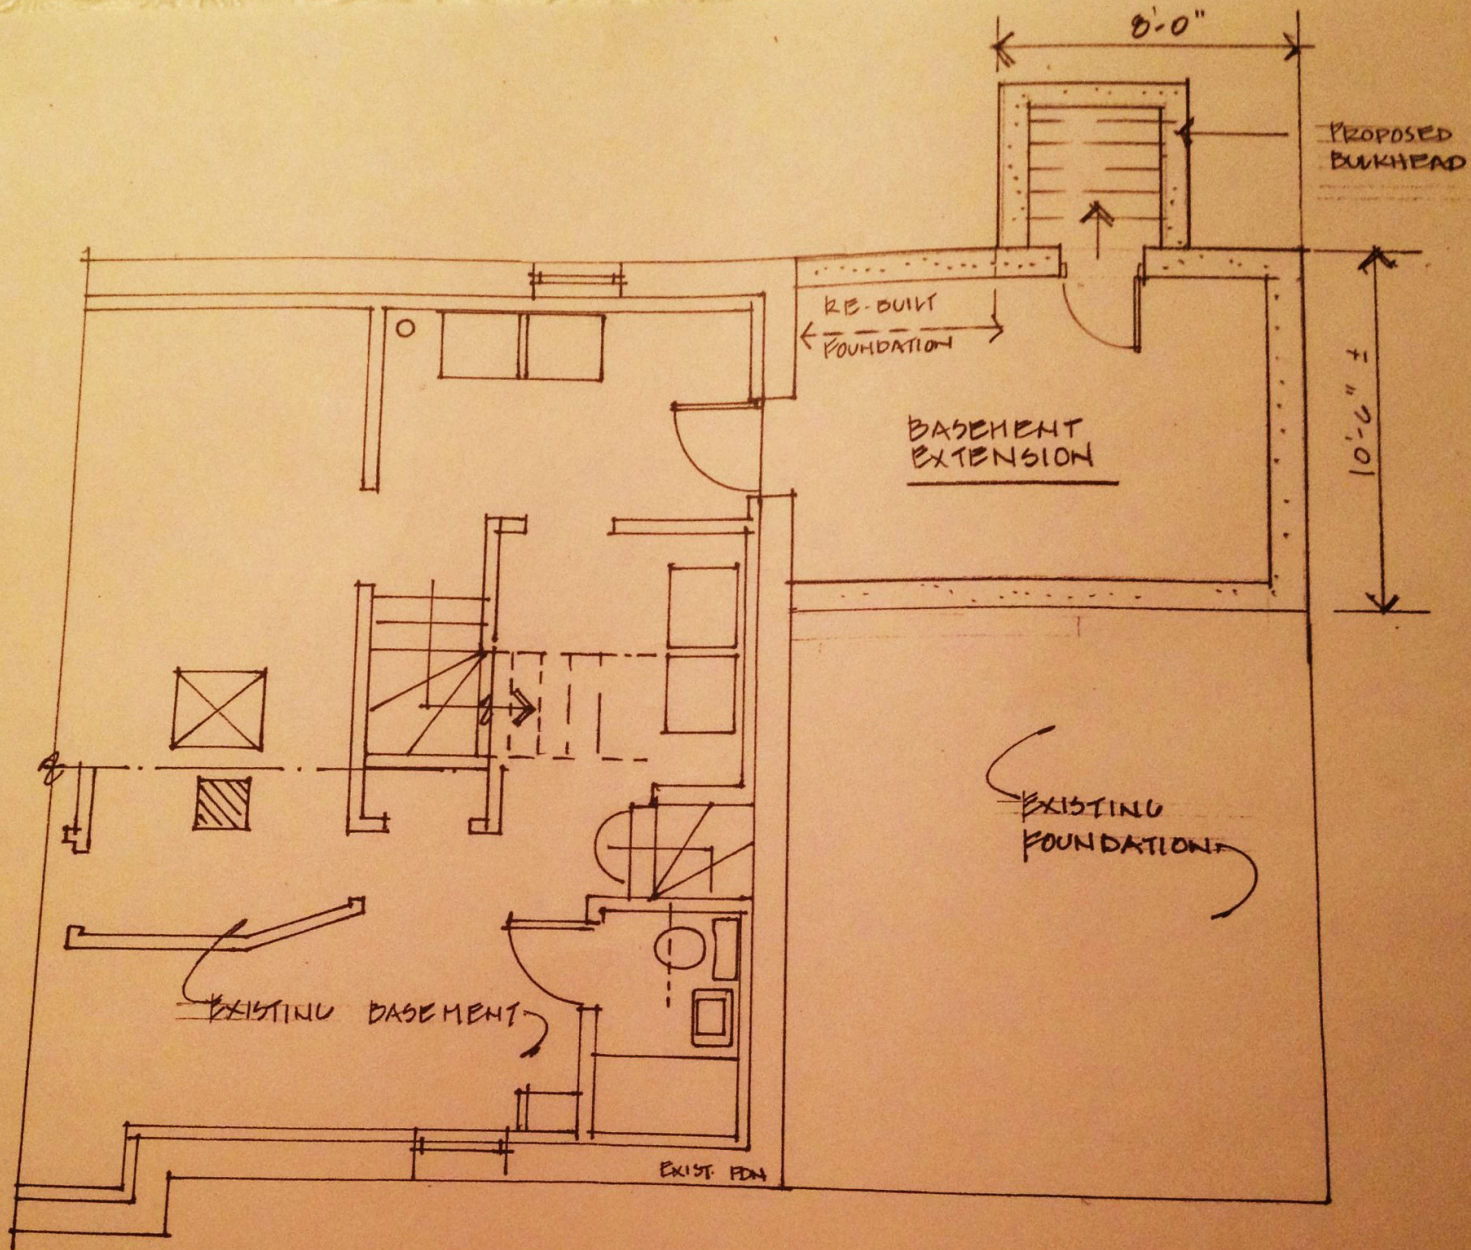 8'-0"
PROPOSED
BULKHEAD
RE-BUILT
FOUNDATION
BASEMENT
EXTENSION
10'-0" ±
EXISTING
FOUNDATION
EXISTING BASEMENT
EXIST. FDN